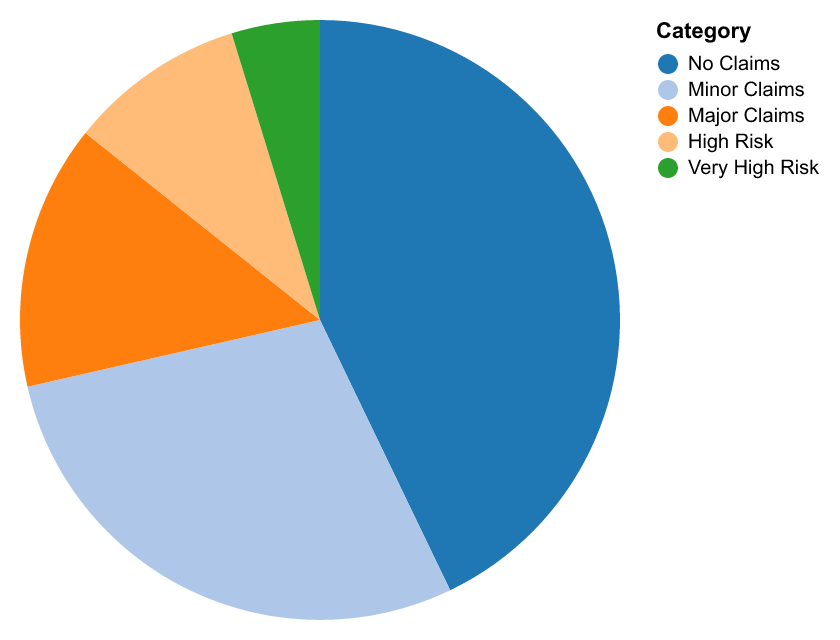 Category
No Claims
Minor Claims
Major Claims
High Risk
Very High Risk